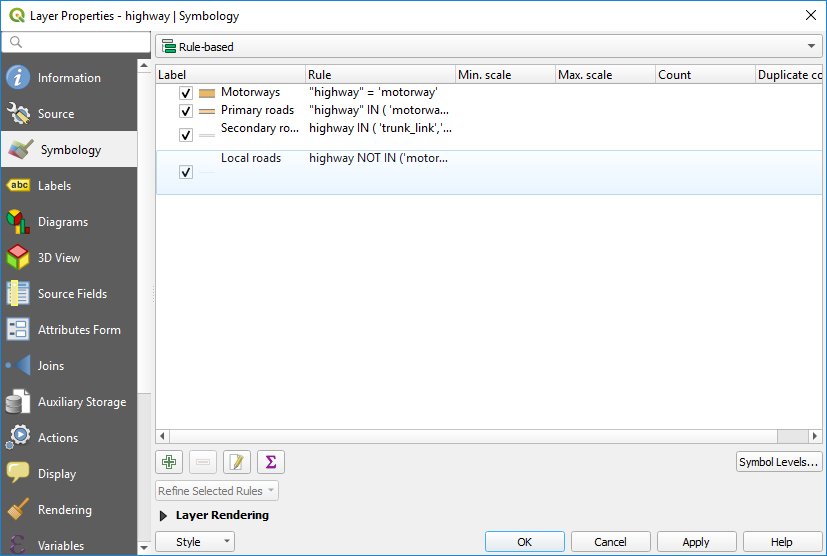 Layer Properties - highway | Symbology
Rule-based
Information
Source
Symbology
Labels
Diagrams
3D View
Source Fields
Attributes Form
Joins
Auxiliary Storage
Actions
Display
Rendering
Variables
abc
Label Rule Min. scale Max. scale Count Duplicate co
Motorways "highway" = 'motorway'
Primary roads "highway" IN ( 'motorwa...
Secondary ro... highway IN ( 'trunk_link','...
Local roads highway NOT IN ('motor...
Σ
Symbol Levels...
Refine Selected Rules
Layer Rendering
Style OK Cancel Apply Help